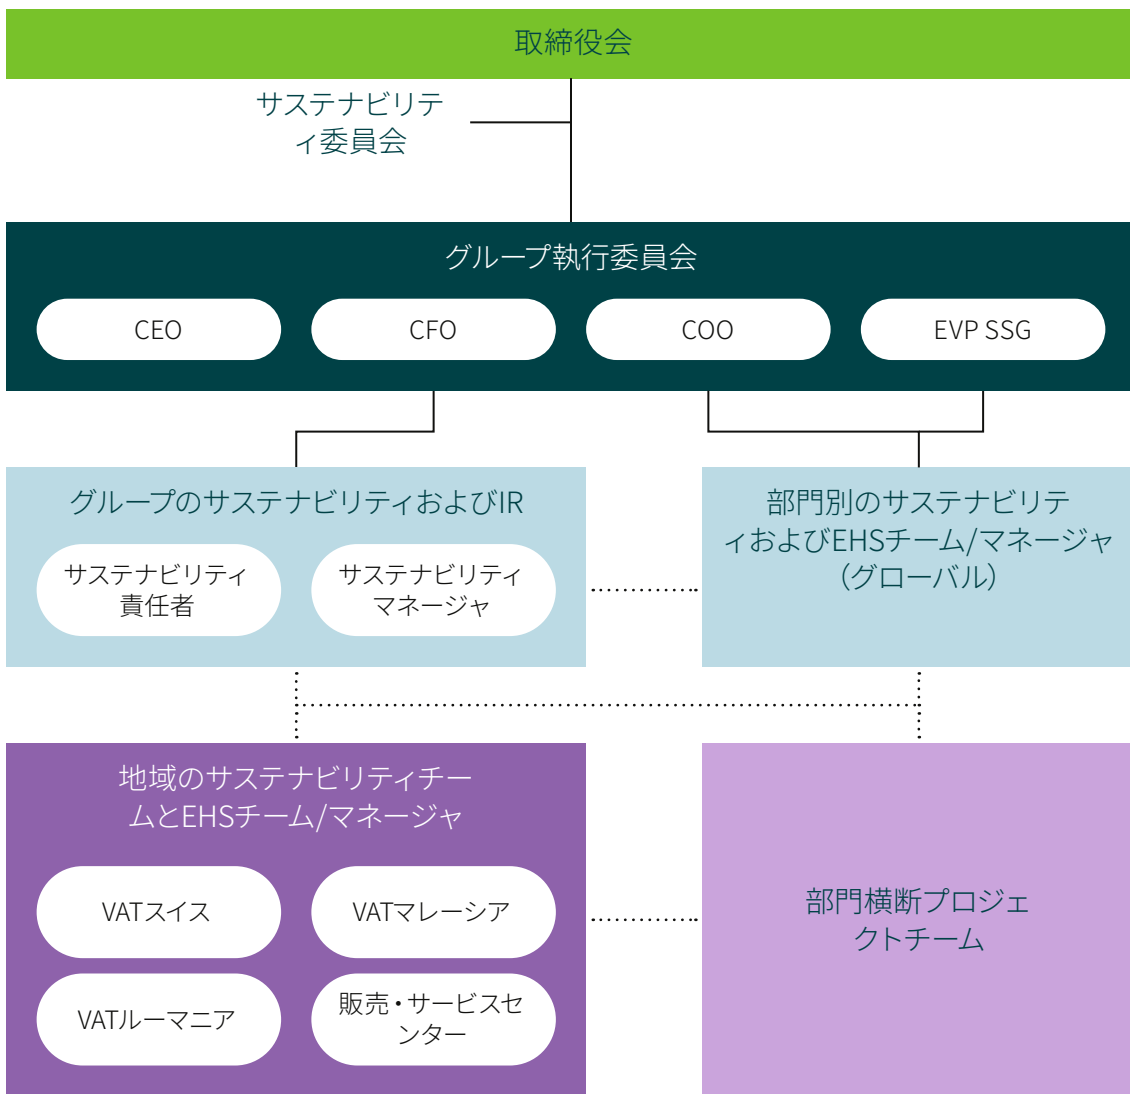 取締役会
サステナビリテ
ィ委員会
グループ執行委員会
CEO
CFO
COO
EVP SSG
グループのサステナビリティおよびIR
サステナビリティ
責任者
サステナビリティ
マネージャ
部門別のサステナビリテ
ィおよびEHSチーム/マネージャ
（グローバル）
地域のサステナビリティチー
ムとEHSチーム/マネージャ
VATスイス
VATマレーシア
VATルーマニア
販売・サービスセ
ンター
部門横断プロジェ
クトチーム